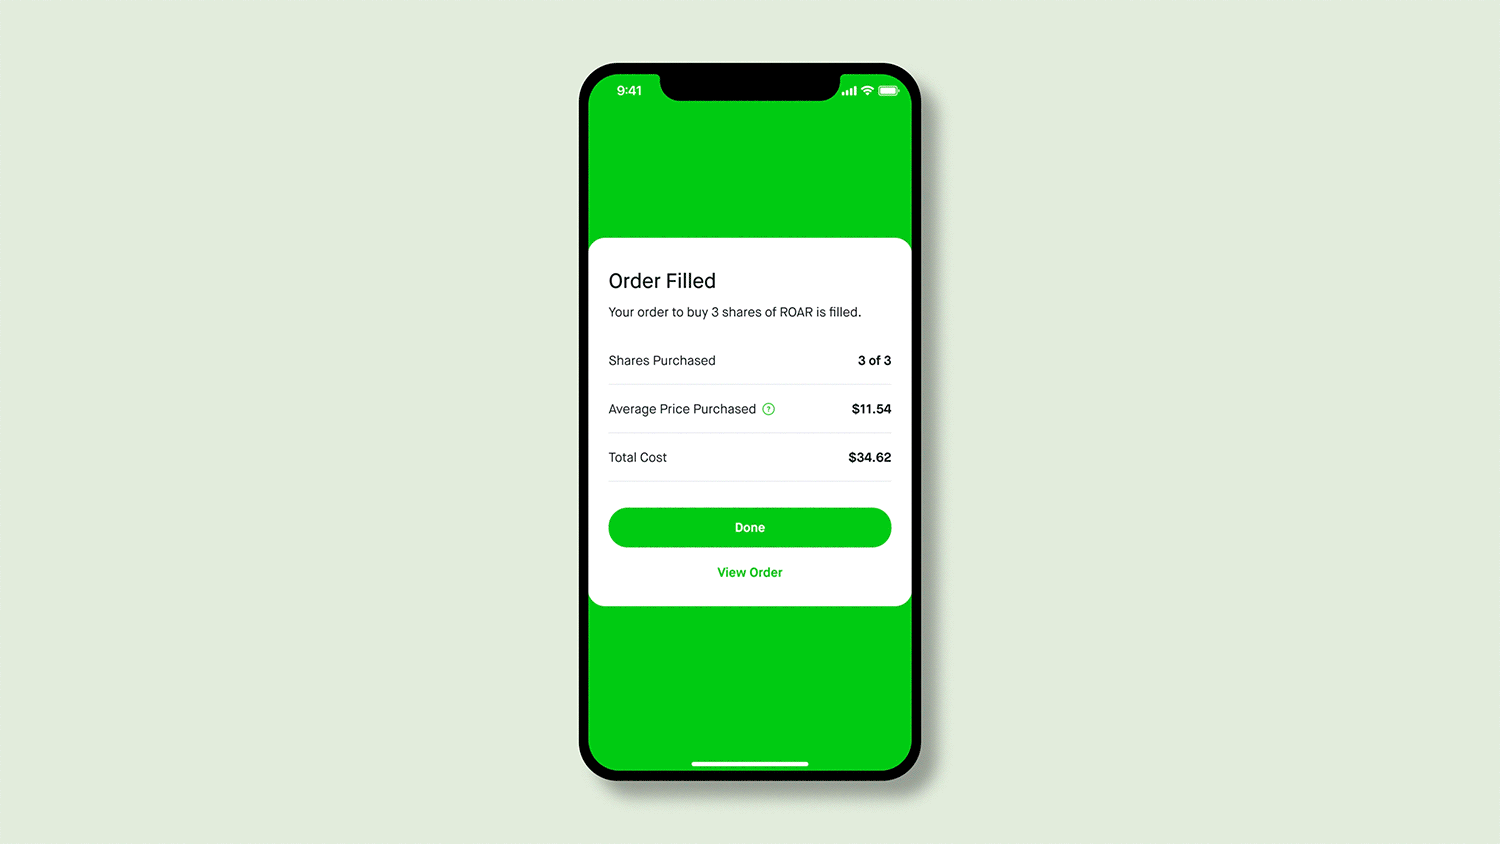 9:41
Order Filled
Your order to buy 3 shares of ROAR is filled.
Shares Purchased 3 of 3
Average Price Purchased ? $11.54
Total Cost $34.62
Done
View Order